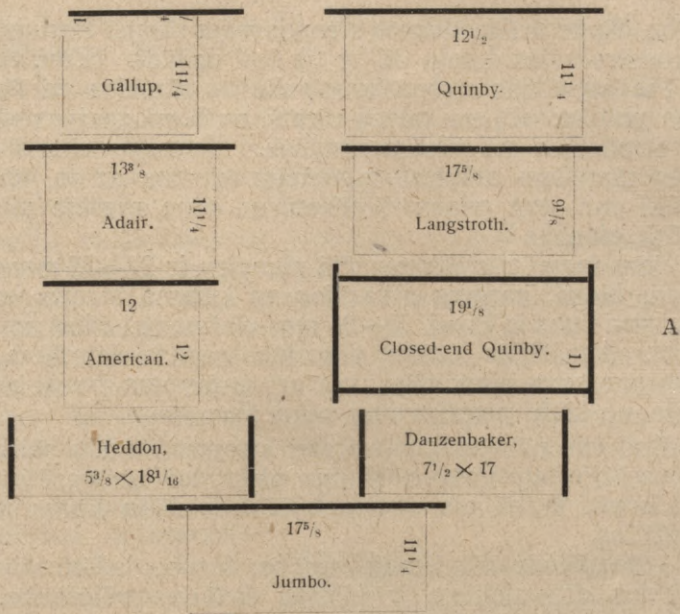 11¹/₄
Gallup.
12¹/₂
11¹/₄
Quinby
13³/₈
11¹/₄
Adair.
17⁵/₈
9¹/₈
Langstroth.
12
12
American.
19¹/₈
11
Closed-end Quinby.
A
Heddon,
5³/₈ × 18¹/₁₆
Danzenbaker,
7¹/₂ × 17
17⁵/₈
11¹/₄
Jumbo.